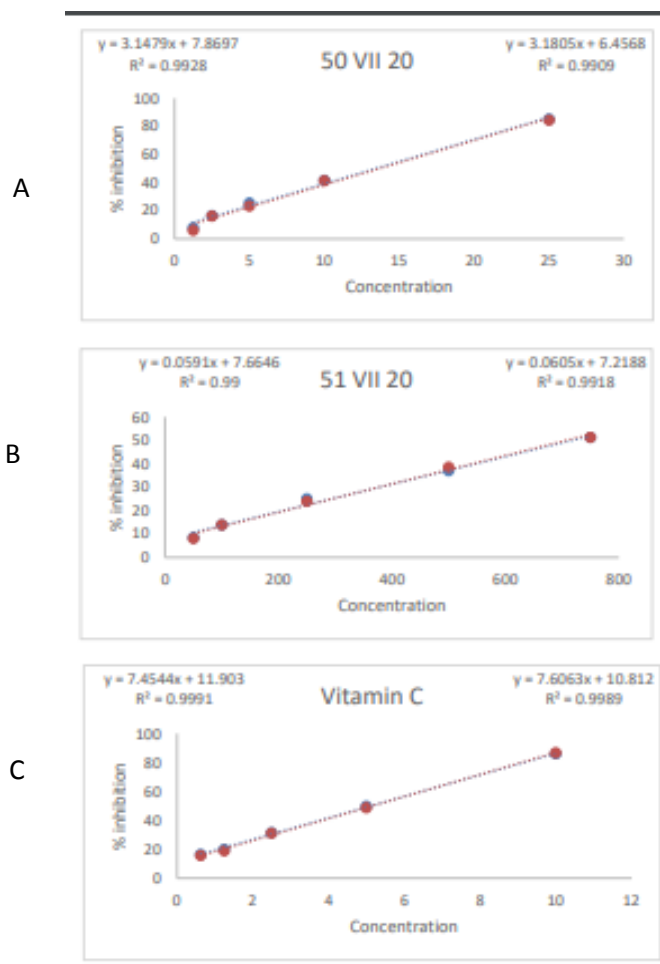 y = 3.1479x + 7.8697
R² = 0.9928
50 VII 20
y = 3.1805x + 6.4568
R² = 0.9909
A
% inhibition
100
80
60
40
20
0
0 5 10 15 20 25 30
Concentration
y = 0.0591x + 7.6646
R² = 0.99
51 VII 20
y = 0.0605x + 7.2188
R² = 0.9918
B
% inhibition
60
50
40
30
20
10
0
0 200 400 600 800
Concentration
y = 7.4544x + 11.903
R² = 0.9991
Vitamin C
y = 7.6063x + 10.812
R² = 0.9989
C
% inhibition
100
80
60
40
20
0
0 2 4 6 8 10 12
Concentration